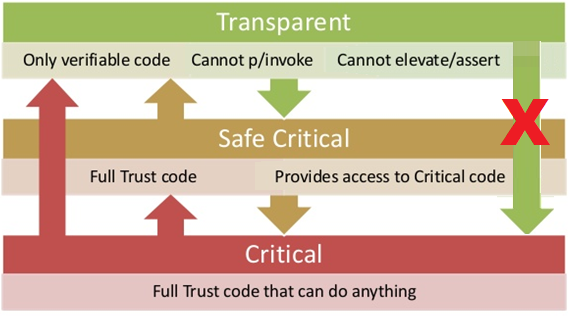 Transparent
Only verifiable code Cannot p/invoke Cannot elevate/assert
X
Safe Critical
Full Trust code Provides access to Critical code
Critical
Full Trust code that can do anything